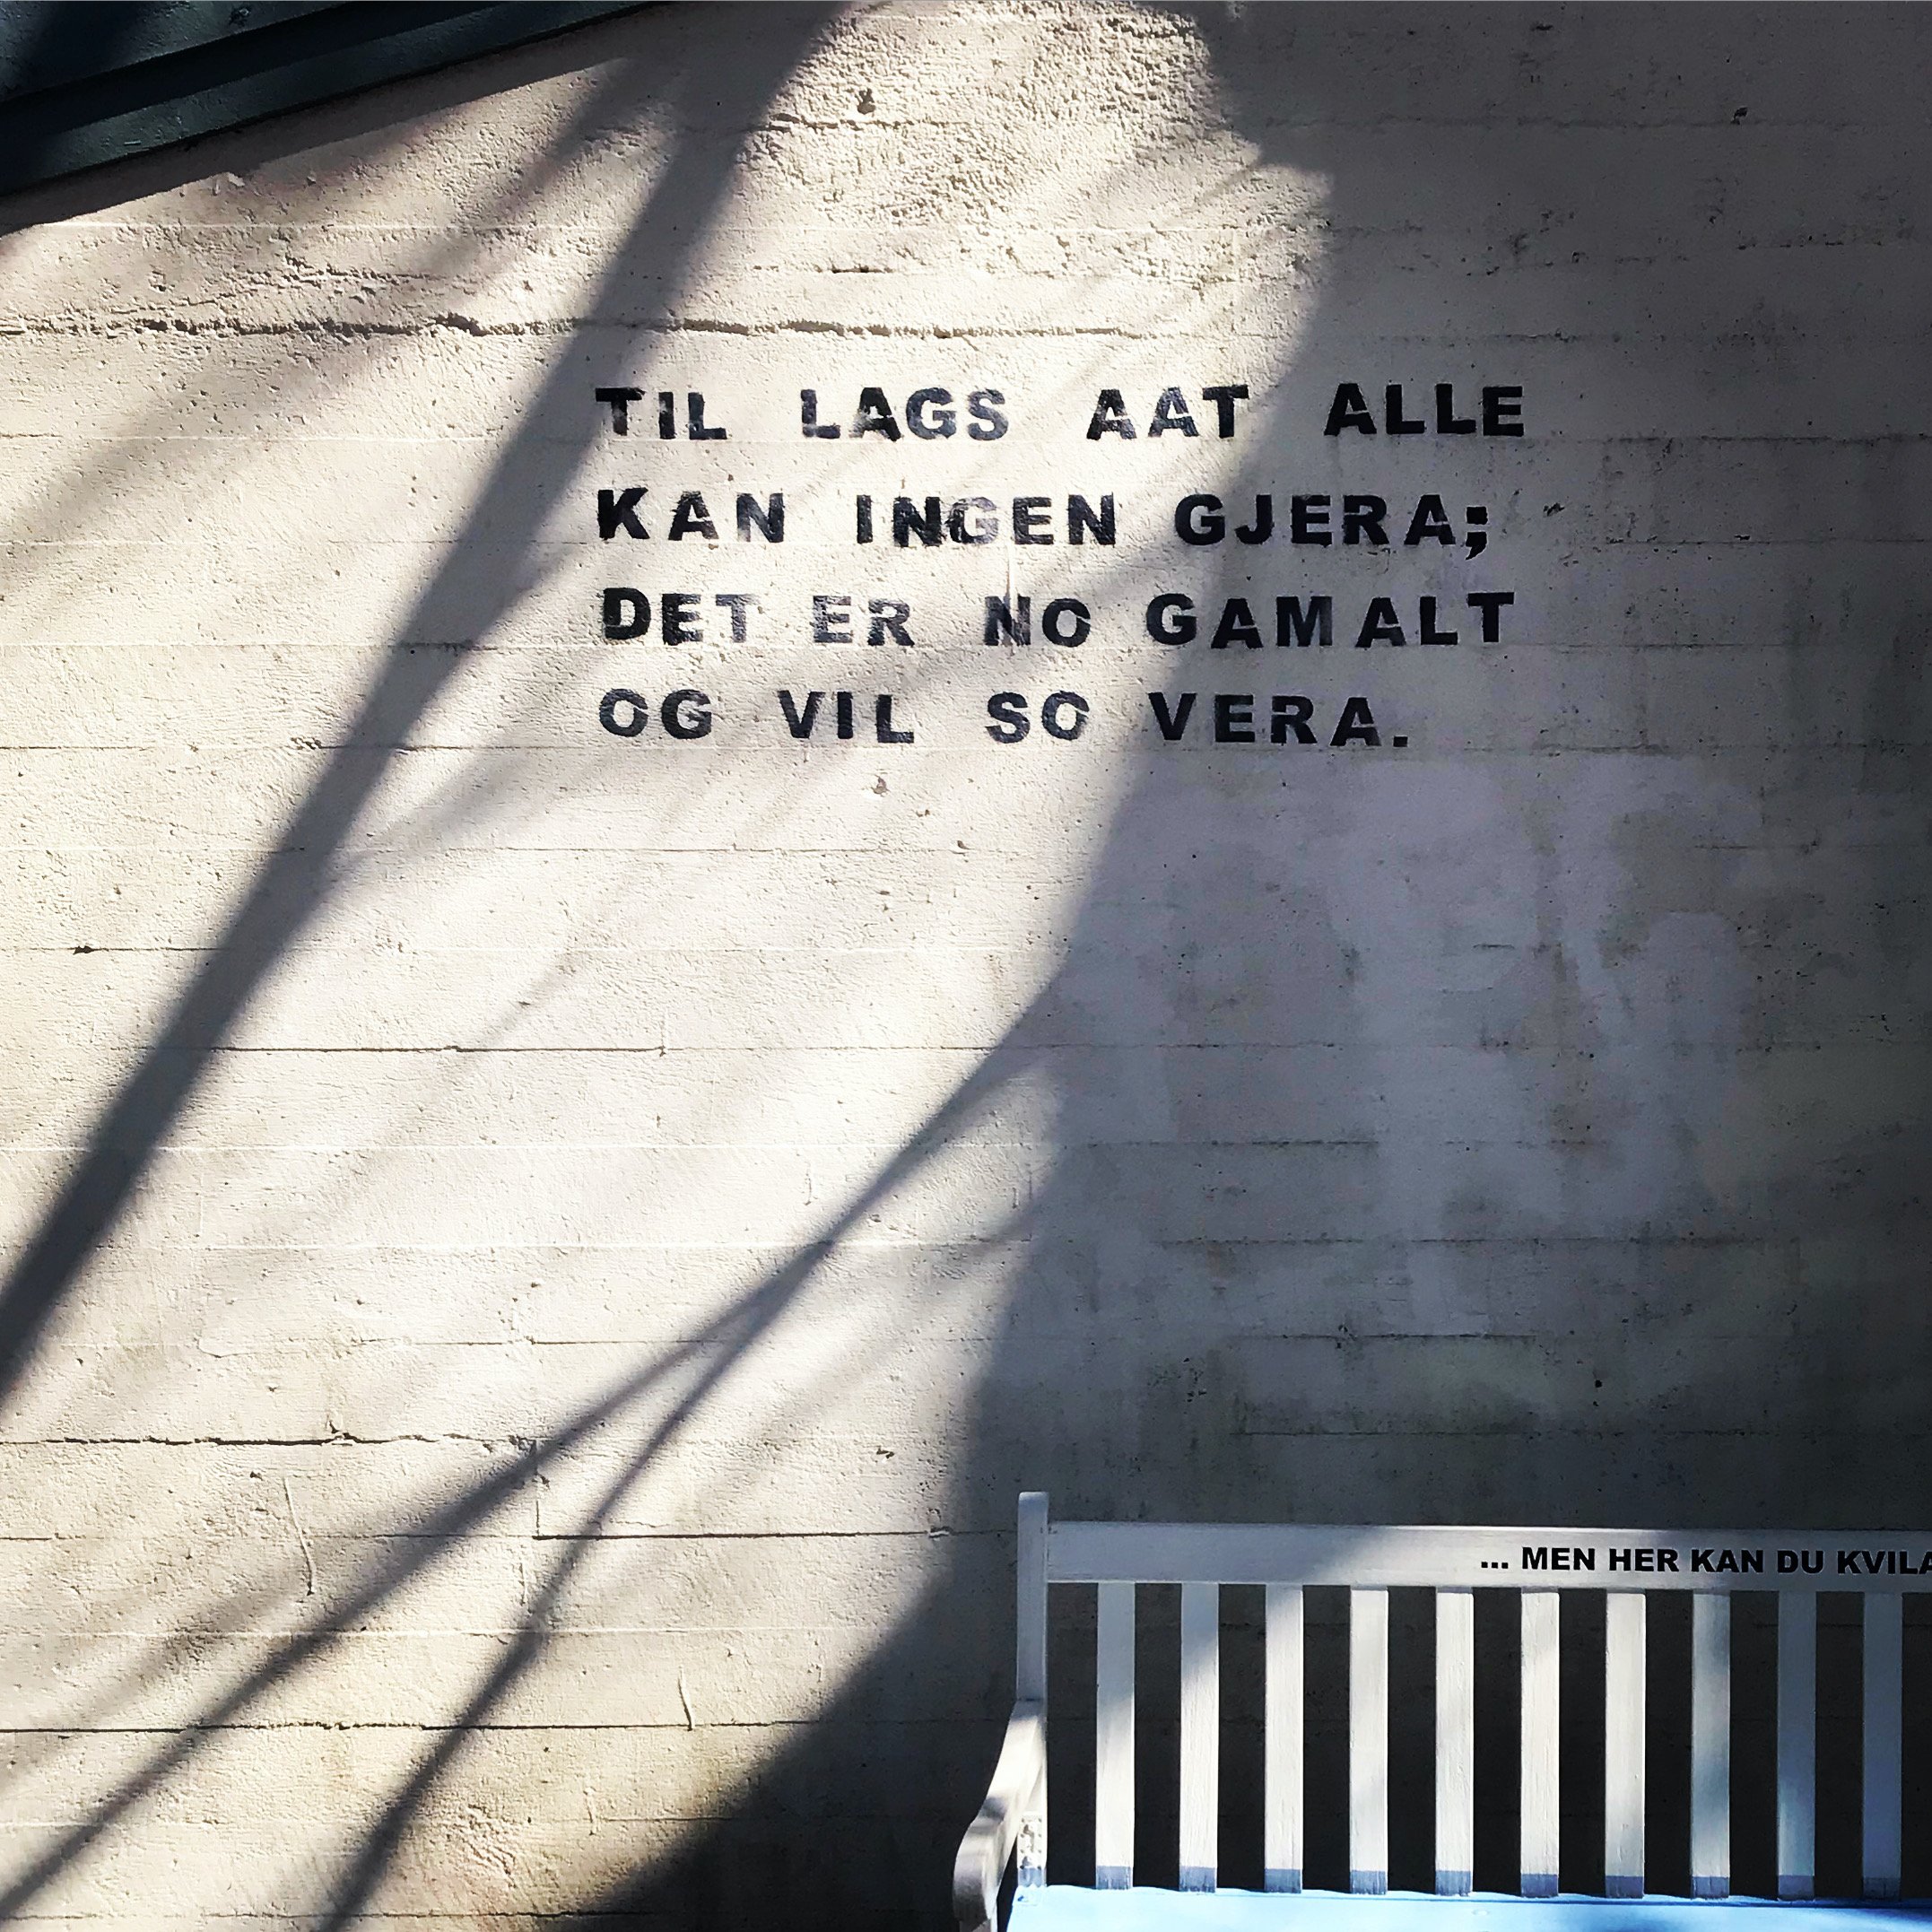 TIL LAGS AAT ALLE
KAN INGEN GJERA;
DET ER NO GAMALT
OG VIL SO VERA.
... MEN HER KAN DU KVILA